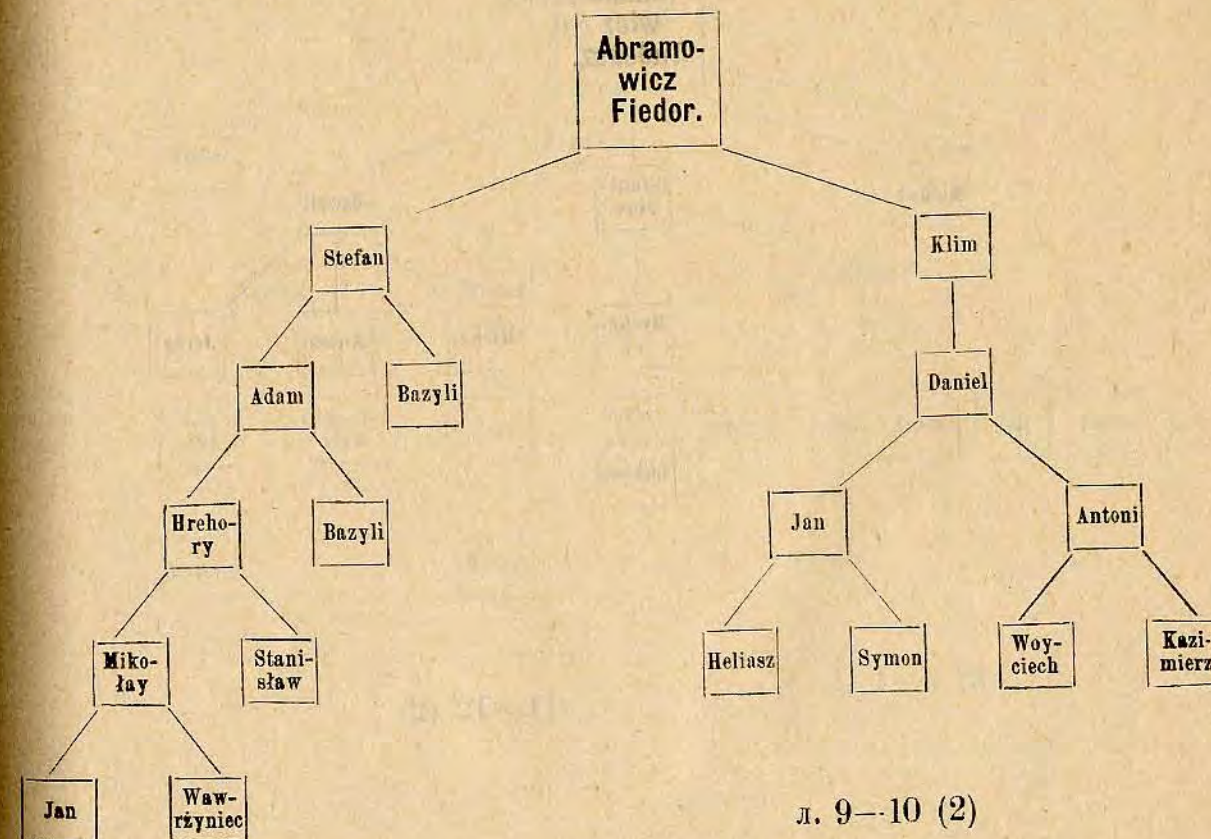 Abramo-
wicz
Fiedor.
Stefan
Klim
Adam
Bazyli
Daniel
Hreho-
ry
Bazyli
Jan
Antoni
Miko-
łay
Stani-
sław
Heliasz
Symon
Woy-
ciech
Kazi-
mierz
Jan
Waw-
rżyniec
л. 9—10 (2)